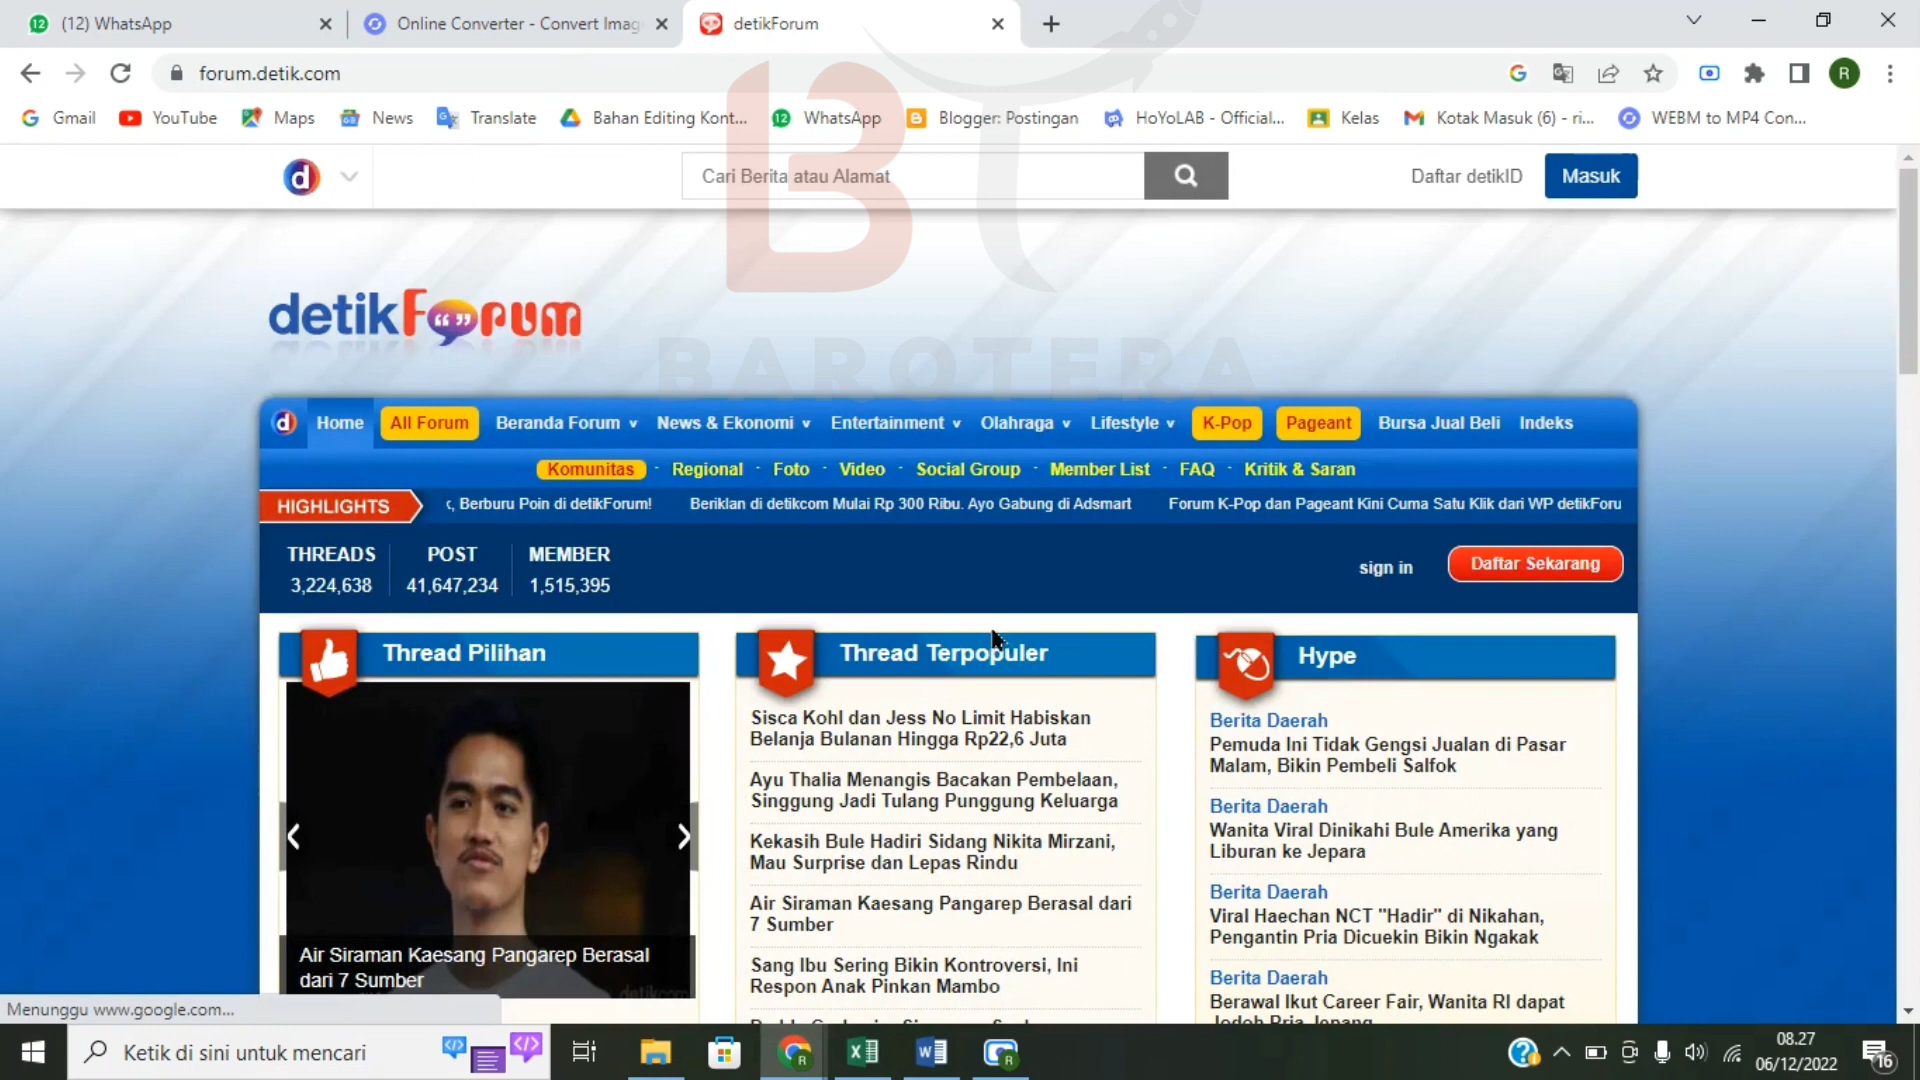 (12) WhatsApp
Online Converter - Convert Imag
detikForum
forum.detik.com
Gmail
YouTube
Maps
News
Translate
Bahan Editing Kont...
WhatsApp
Blogger: Postingan
HoYoLAB - Official...
Kelas
Kotak Masuk (6) - ri...
WEBM to MP4 Con...
Cari Berita atau Alamat
Daftar detikID
Masuk
detikForum
BAROTERA
Home
All Forum
Beranda Forum
News & Ekonomi
Entertainment
Olahraga
Lifestyle
K-Pop
Pageant
Bursa Jual Beli
Indeks
Komunitas
Regional
Foto
Video
Social Group
Member List
FAQ
Kritik & Saran
HIGHLIGHTS
, Berburu Poin di detikForum!
Beriklan di detikcom Mulai Rp 300 Ribu. Ayo Gabung di Adsmart
Forum K-Pop dan Pageant Kini Cuma Satu Klik dari WP detikForu
THREADS
POST
MEMBER
3,224,638
41,647,234
1,515,395
sign in
Daftar Sekarang
Thread Pilihan
Air Siraman Kaesang Pangarep Berasal
dari 7 Sumber
Thread Terpopuler
Sisca Kohl dan Jess No Limit Habiskan
Belanja Bulanan Hingga Rp22,6 Juta
Ayu Thalia Menangis Bacakan Pembelaan,
Singgung Jadi Tulang Punggung Keluarga
Kekasih Bule Hadiri Sidang Nikita Mirzani,
Mau Surprise dan Lepas Rindu
Air Siraman Kaesang Pangarep Berasal dari
7 Sumber
Sang Ibu Sering Bikin Kontroversi, Ini
Respon Anak Pinkan Mambo
Hype
Berita Daerah
Pemuda Ini Tidak Gengsi Jualan di Pasar
Malam, Bikin Pembeli Salfok
Berita Daerah
Wanita Viral Dinikahi Bule Amerika yang
Liburan ke Jepara
Berita Daerah
Viral Haechan NCT "Hadir" di Nikahan,
Pengantin Pria Dicuekin Bikin Ngakak
Berita Daerah
Berawal Ikut Career Fair, Wanita RI dapat
Jodoh Pria Jepang
Menunggu www.google.com...
Ketik di sini untuk mencari
08.27
06/12/2022
16